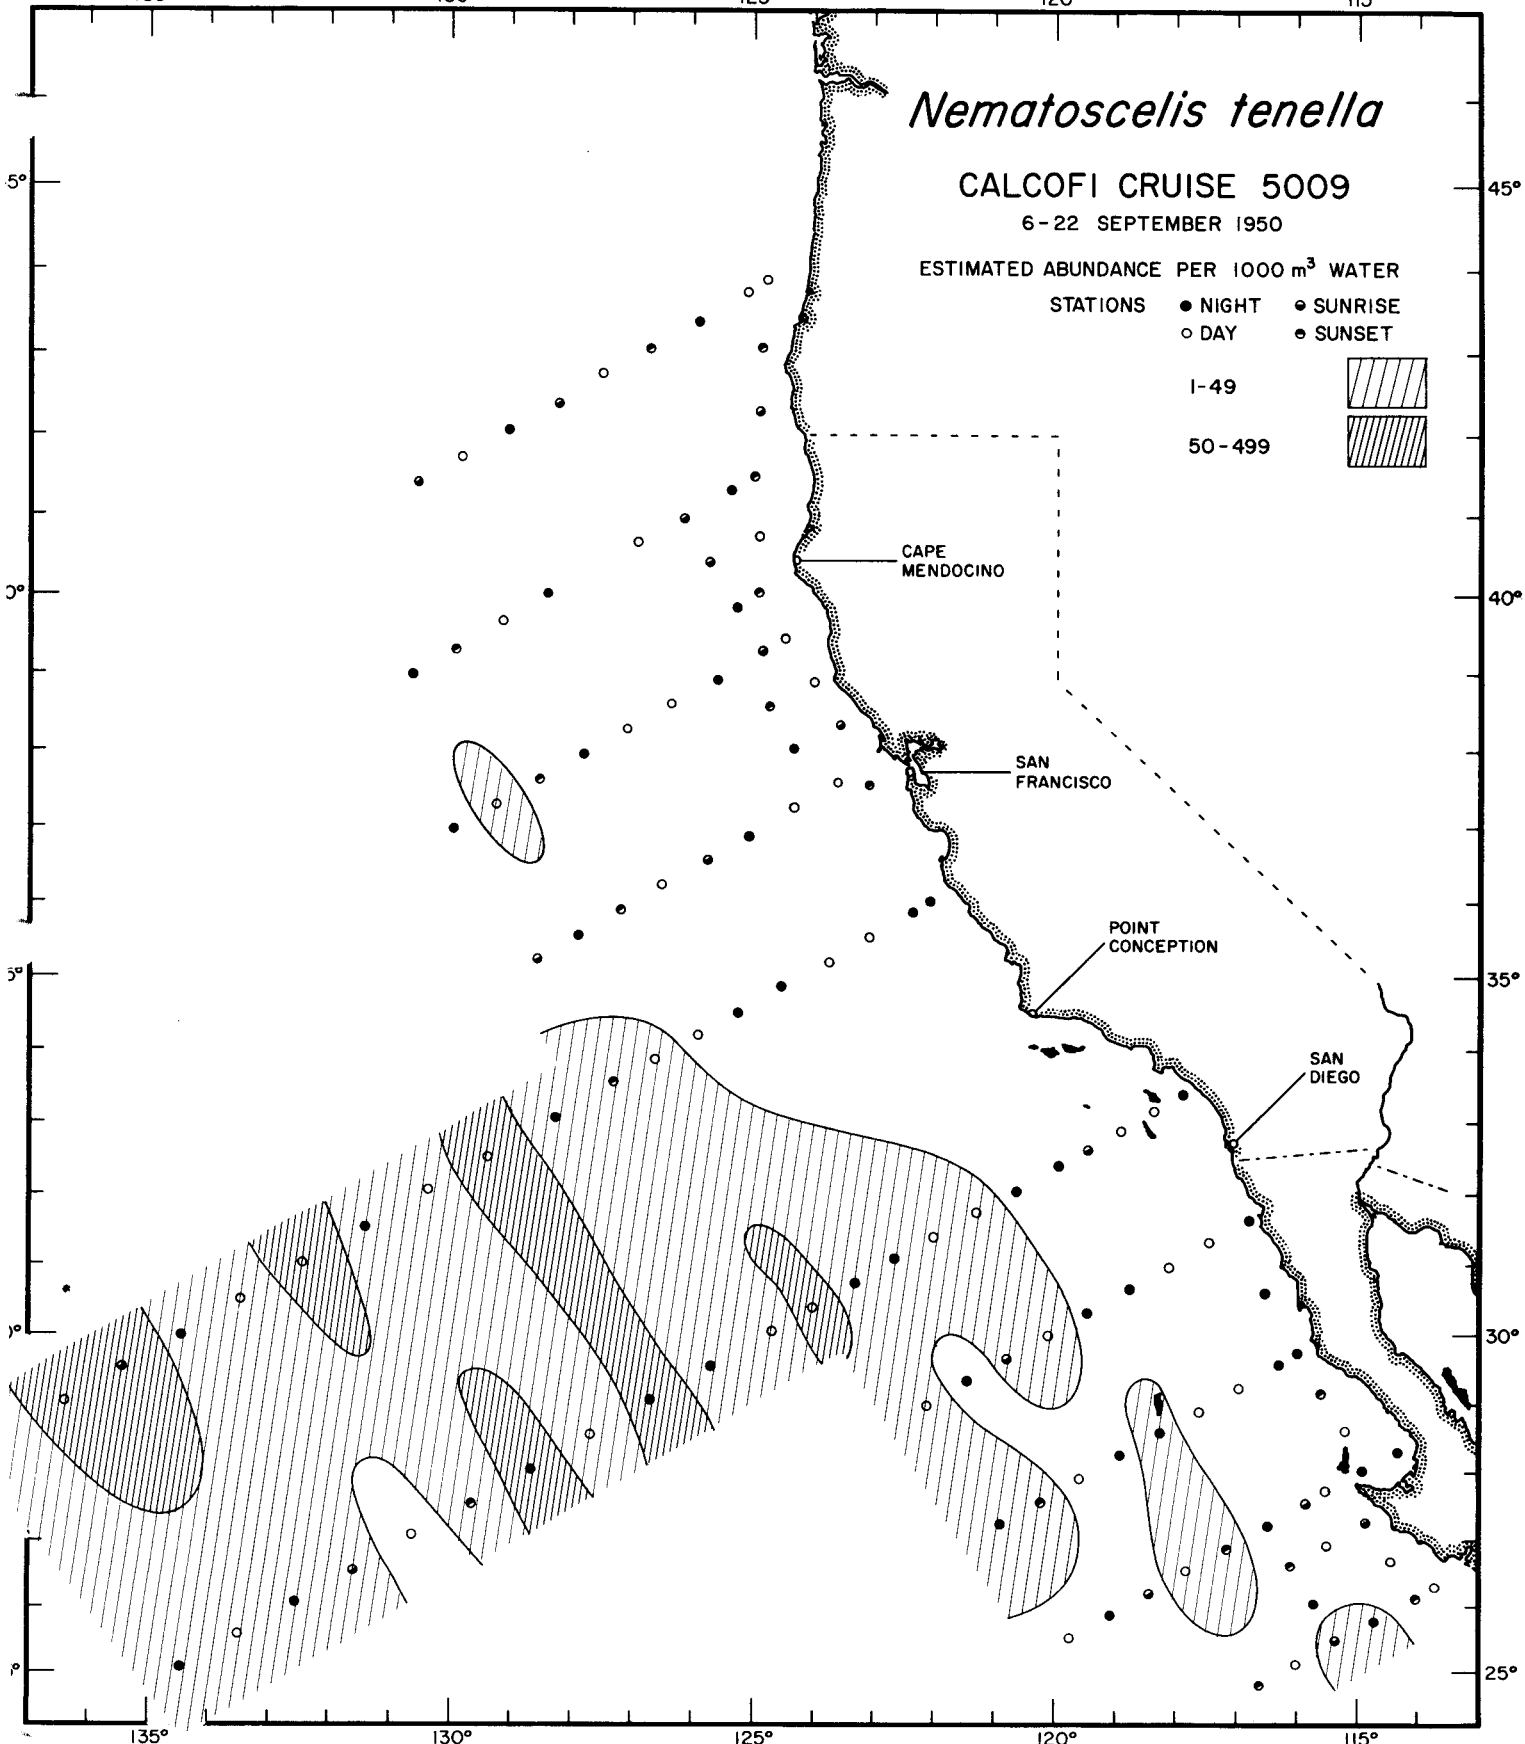 Nematoscelis tenella
CALCOFI CRUISE 5009
6-22 SEPTEMBER 1950
ESTIMATED ABUNDANCE PER 1000 m³ WATER
STATIONS ● NIGHT ◒ SUNRISE
○ DAY ◓ SUNSET
1-49
50-499
45°
CAPE
MENDOCINO
40°
SAN
FRANCISCO
POINT
CONCEPTION
35°
SAN
DIEGO
30°
25°
135° 130° 125° 120° 115°